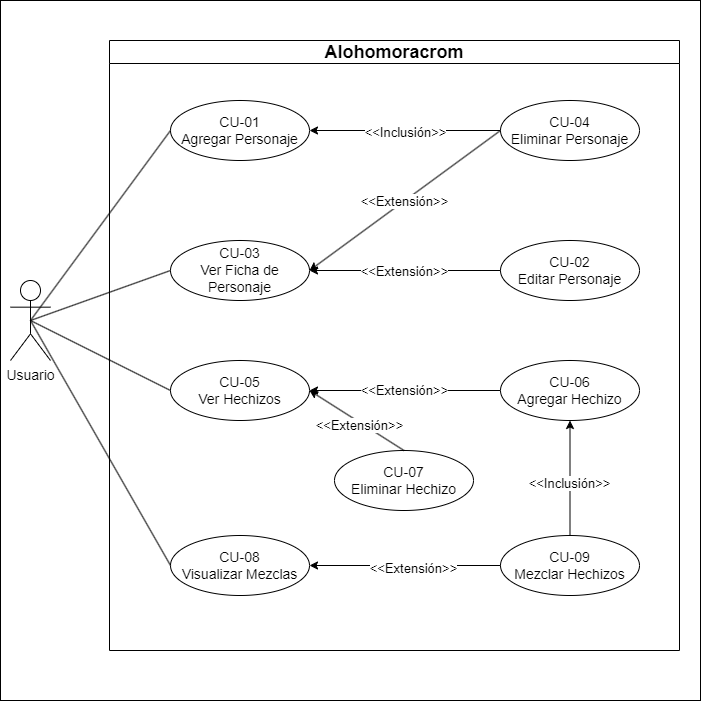 Alohomoracrom
CU-01
Agregar Personaje
<<Inclusión>>
CU-04
Eliminar Personaje
<<Extensión>>
CU-03
Ver Ficha de
Personaje
<<Extensión>>
CU-02
Editar Personaje
Usuario
CU-05
Ver Hechizos
<<Extensión>>
CU-06
Agregar Hechizo
<<Extensión>>
CU-07
Eliminar Hechizo
<<Inclusión>>
CU-08
Visualizar Mezclas
<<Extensión>>
CU-09
Mezclar Hechizos